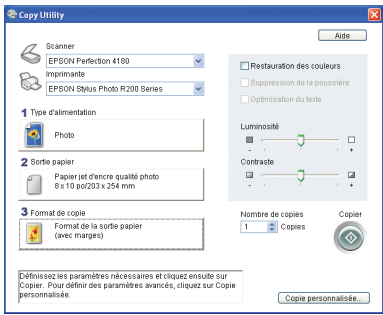 Copy Utility
Aide
Scanner
EPSON Perfection 4180
Imprimante
EPSON Stylus Photo R200 Series
Restauration des couleurs
Suppression de la poussière
Optimisation du texte
1 Type d'alimentation
Photo
Luminosité
- +
2 Sortie papier
Papier jet d'encre qualité photo
8 x 10 po/203 x 254 mm
Contraste
- +
3 Format de copie
Format de la sortie papier
(avec marges)
Nombre de copies
1 Copies
Copier
Définissez les paramètres nécessaires et cliquez ensuite sur
Copier. Pour définir des paramètres avancés, cliquez sur Copie
personnalisée.
Copie personnalisée...